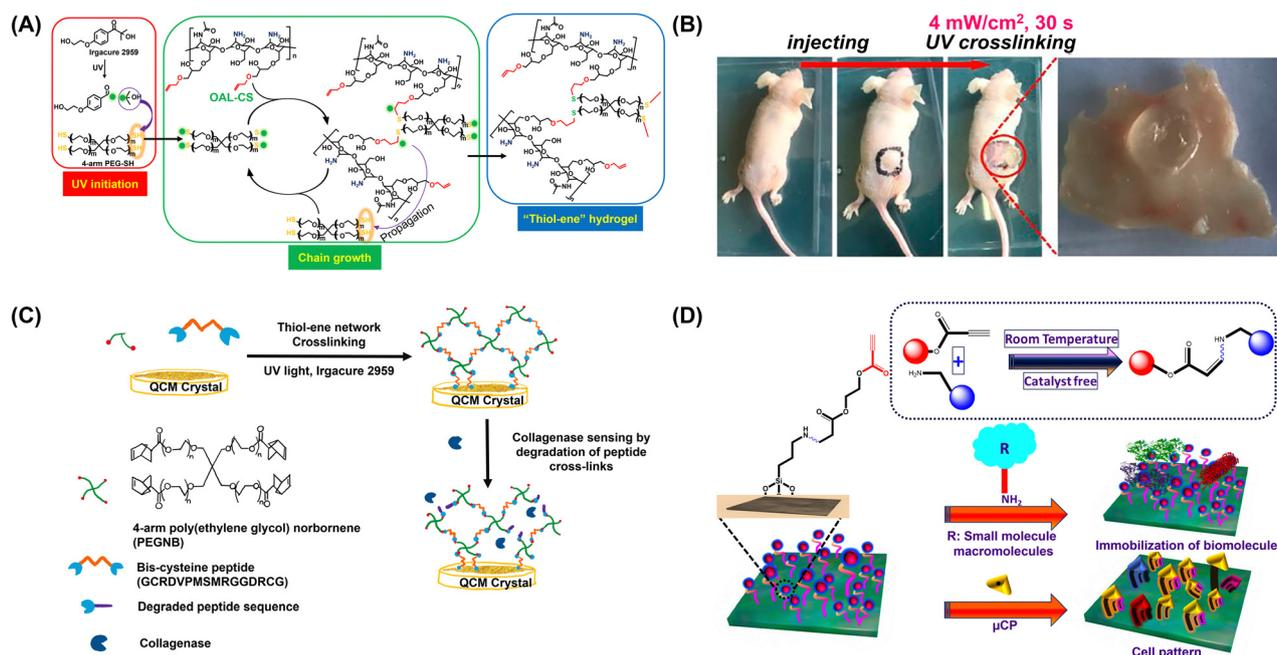 (A)
Irgacure 2959
UV
4-arm PEG-SH
UV initiation
OAL-CS
Propagation
Chain growth
"Thiol-ene" hydrogel
(B)
4 mW/cm², 30 s
injecting
UV crosslinking
(C)
QCM Crystal
Thiol-ene network
Crosslinking
UV light, Irgacure 2959
QCM Crystal
Collagenase sensing by
degradation of peptide
cross-links
QCM Crystal
4-arm poly(ethylene glycol) norbornene
(PEGNB)
Bis-cysteine peptide
(GCRDVPMSMRGGDRCG)
Degraded peptide sequence
Collagenase
(D)
Room Temperature
Catalyst free
+
H₂N
NH
R
NH₂
R: Small molecule
macromolecules
Immobilization of biomolecule
μCP
Cell pattern